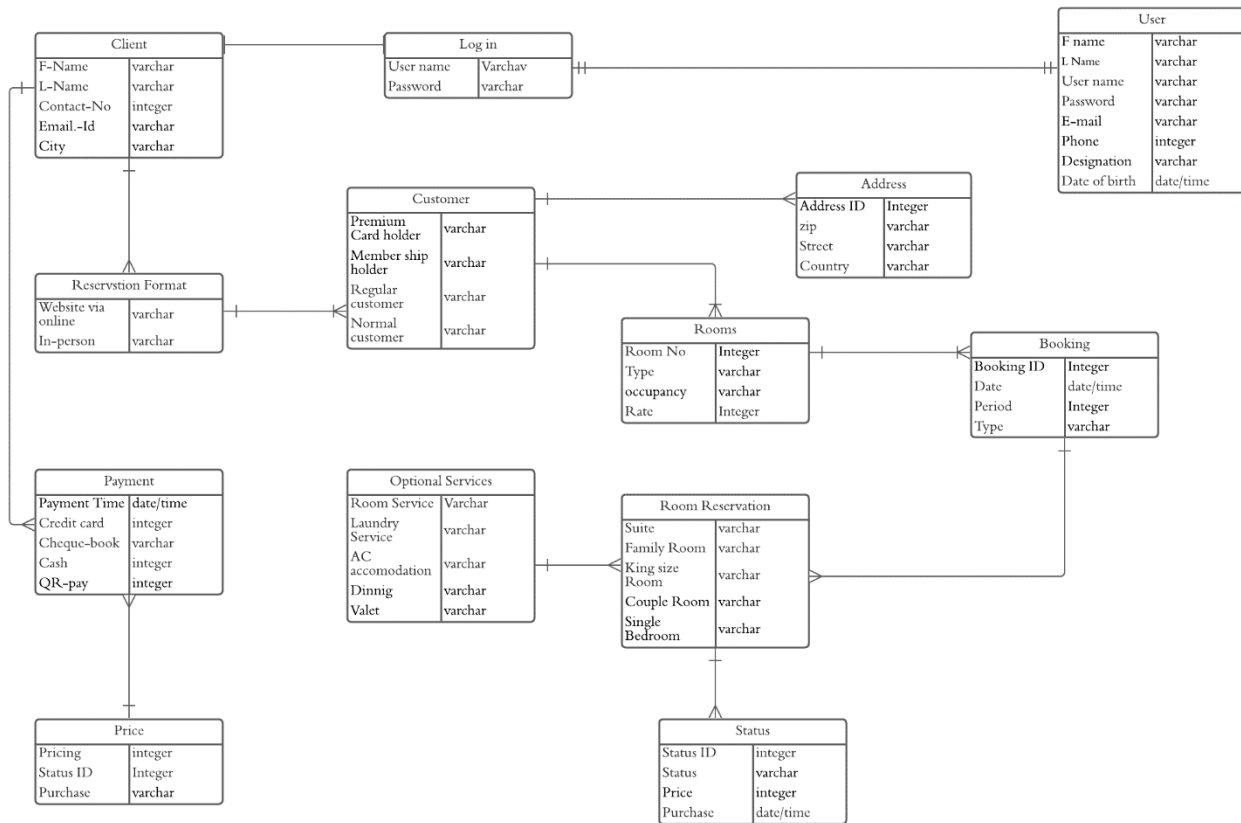 Client
F-Name varchar
L-Name varchar
Contact-No integer
Email.-Id varchar
City varchar
Log in
User name Varchav
Password varchar
User
F name varchar
L Name varchar
User name varchar
Password varchar
E-mail varchar
Phone integer
Designation varchar
Date of birth date/time
Customer
Premium
Card holder varchar
Member ship
holder varchar
Regular
customer varchar
Normal
customer varchar
Address
Address ID Integer
zip varchar
Street varchar
Country varchar
Reservstion Format
Website via
online varchar
In-person varchar
Rooms
Room No Integer
Type varchar
occupancy varchar
Rate Integer
Booking
Booking ID Integer
Date date/time
Period Integer
Type varchar
Payment
Payment Time date/time
Credit card integer
Cheque-book varchar
Cash integer
QR-pay integer
Optional Services
Room Service Varchar
Laundry
Service varchar
AC
accomodation varchar
Dinnig varchar
Valet varchar
Room Reservation
Suite varchar
Family Room varchar
King size
Room varchar
Couple Room varchar
Single
Bedroom varchar
Price
Pricing integer
Status ID Integer
Purchase varchar
Status
Status ID integer
Status varchar
Price integer
Purchase date/time